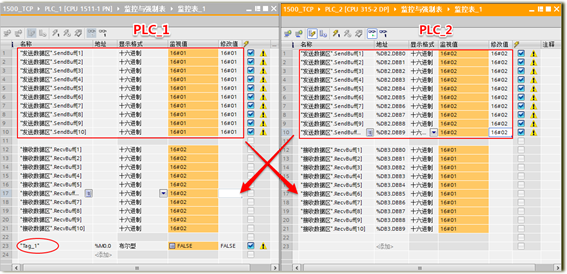 1500_TCP ▸ PLC_1 [CPU 1511-1 PN] ▸ 监控与强制表 ▸ 监控表_1
PLC_1
名称 地址 显示格式 监视值 修改值
1 "发送数据区".SendBuff[1] 十六进制 16#01 16#01
2 "发送数据区".SendBuff[2] 十六进制 16#01 16#01
3 "发送数据区".SendBuff[3] 十六进制 16#01 16#01
4 "发送数据区".SendBuff[4] 十六进制 16#01 16#01
5 "发送数据区".SendBuff[5] 十六进制 16#01 16#01
6 "发送数据区".SendBuff[6] 十六进制 16#01 16#01
7 "发送数据区".SendBuff[7] 十六进制 16#01 16#01
8 "发送数据区".SendBuff[8] 十六进制 16#01 16#01
9 "发送数据区".SendBuff[9] 十六进制 16#01 16#01
10 "发送数据区".SendBuff[10] 十六进制 16#01 16#01
11
12 "接收数据区".RecvBuff[1] 十六进制 16#02
13 "接收数据区".RecvBuff[2] 十六进制 16#02
14 "接收数据区".RecvBuff[3] 十六进制 16#02
15 "接收数据区".RecvBuff[4] 十六进制 16#02
16 "接收数据区".RecvBuff[5] 十六进制 16#02
17 "接收数据区".RecvBuff... 十六进制 16#02
18 "接收数据区".RecvBuff[7] 十六进制 16#02
19 "接收数据区".RecvBuff[8] 十六进制 16#02
20 "接收数据区".RecvBuff[9] 十六进制 16#02
21 "接收数据区".RecvBuff[10] 十六进制 16#02
22
23 "Tag_1" %M0.0 布尔型 FALSE FALSE
24 <添加>
1500_TCP ▸ PLC_2 [CPU 315-2 DP] ▸ 监控与强制表 ▸ 监控表_1
PLC_2
名称 地址 显示格式 监视值 修改值 注释
1 "发送数据区".SendBuff[1] %DB2.DBB0 十六进制 16#02 16#02
2 "发送数据区".SendBuff[2] %DB2.DBB1 十六进制 16#02 16#02
3 "发送数据区".SendBuff[3] %DB2.DBB2 十六进制 16#02 16#02
4 "发送数据区".SendBuff[4] %DB2.DBB3 十六进制 16#02 16#02
5 "发送数据区".SendBuff[5] %DB2.DBB4 十六进制 16#02 16#02
6 "发送数据区".SendBuff[6] %DB2.DBB5 十六进制 16#02 16#02
7 "发送数据区".SendBuff[7] %DB2.DBB6 十六进制 16#02 16#02
8 "发送数据区".SendBuff[8] %DB2.DBB7 十六进制 16#02 16#02
9 "发送数据区".SendBuff[9] %DB2.DBB8 十六进制 16#02 16#02
10 "发送数据区".SendBuff... %DB2.DBB9 十六... 16#02 16#02
11
12 "接收数据区".RecvBuff[1] %DB3.DBB0 十六进制 16#01
13 "接收数据区".RecvBuff[2] %DB3.DBB1 十六进制 16#01
14 "接收数据区".RecvBuff[3] %DB3.DBB2 十六进制 16#01
15 "接收数据区".RecvBuff[4] %DB3.DBB3 十六进制 16#01
16 "接收数据区".RecvBuff[5] %DB3.DBB4 十六进制 16#01
17 "接收数据区".RecvBuff[6] %DB3.DBB5 十六进制 16#01
18 "接收数据区".RecvBuff[7] %DB3.DBB6 十六进制 16#01
19 "接收数据区".RecvBuff[8] %DB3.DBB7 十六进制 16#01
20 "接收数据区".RecvBuff[9] %DB3.DBB8 十六进制 16#01
21 "接收数据区".RecvBuff[10] %DB3.DBB9 十六进制 16#01
22
23 <添加>